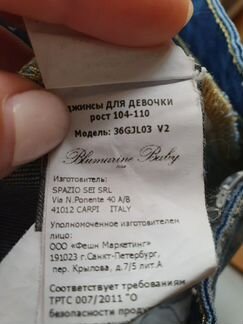 джинсы ДЛЯ ДЕВОЧКИ
рост 104-110
Модель: 36GJL03 V2
Blumarine Baby
Изготовитель:
SPAZIO SEI SRL
Via N.Ponente 40 A/B
41012 CARPI - ITALY
Уполномоченное изготовителем
лицо:
ООО «Фешн Маркетинг»
191023 г.Санкт-Петербург,
пер. Крылова, д.7/5 лит.А
Соответствует требованиям
ТРТС 007/2011 "О
безопасности